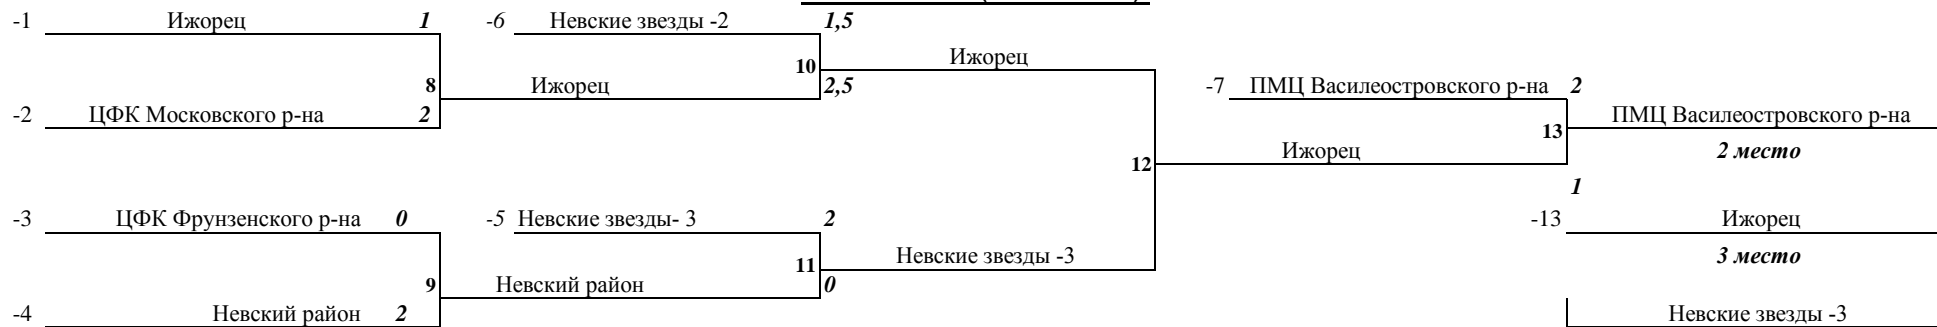 -1 Ижорец 1 -6 Невские звезды -2 1,5
10 Ижорец
8 Ижорец 2,5 -7 ПМЦ Василеостровского р-на 2
-2 ЦФК Московского р-на 2 13 ПМЦ Василеостровского р-на
12 Ижорец 2 место
1
-3 ЦФК Фрунзенского р-на 0 -5 Невские звезды- 3 2 -13 Ижорец
11 Невские звезды -3 3 место
9 Невский район 0
-4 Невский район 2 Невские звезды -3